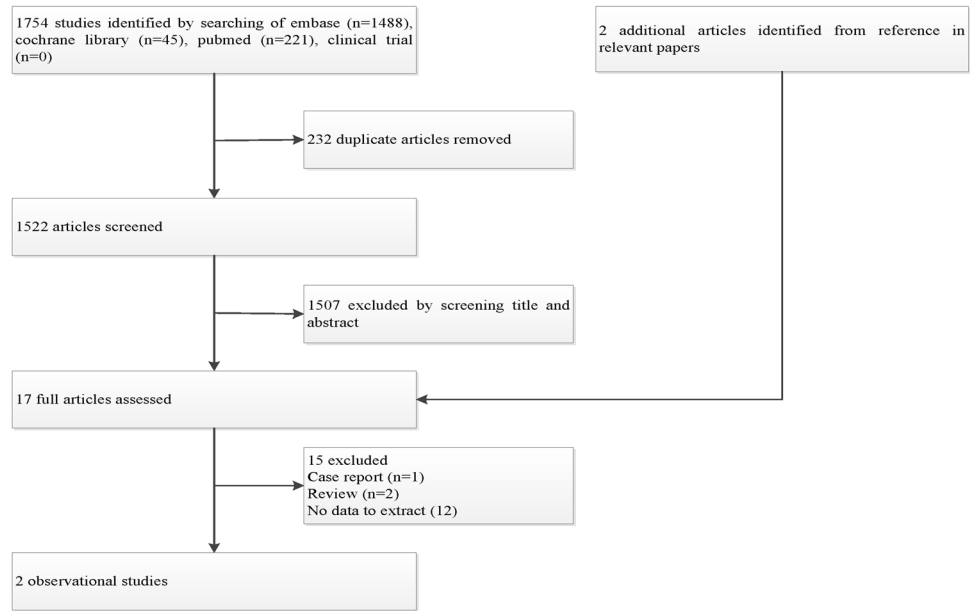 1754 studies identified by searching of embase (n=1488),
cochrane library (n=45), pubmed (n=221), clinical trial
(n=0)
2 additional articles identified from reference in
relevant papers
232 duplicate articles removed
1522 articles screened
1507 excluded by screening title and
abstract
17 full articles assessed
15 excluded
Case report (n=1)
Review (n=2)
No data to extract (12)
2 observational studies